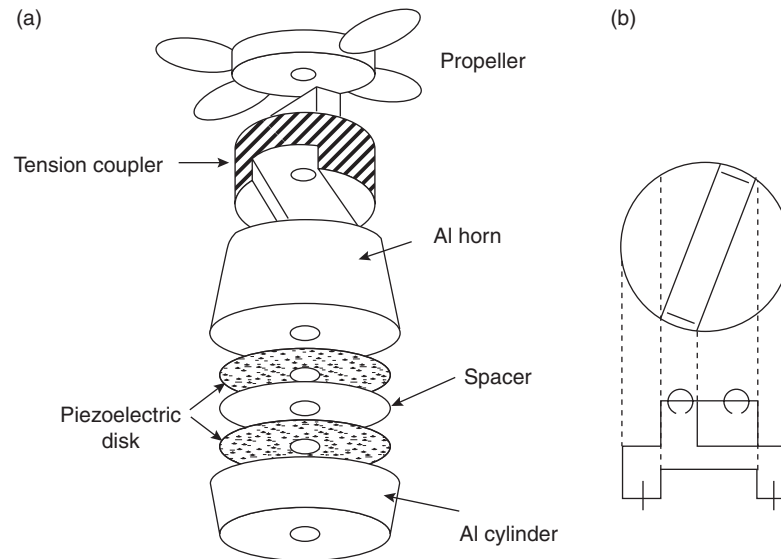 (a)
(b)
Propeller
Tension coupler
Al horn
Spacer
Piezoelectric
disk
Al cylinder